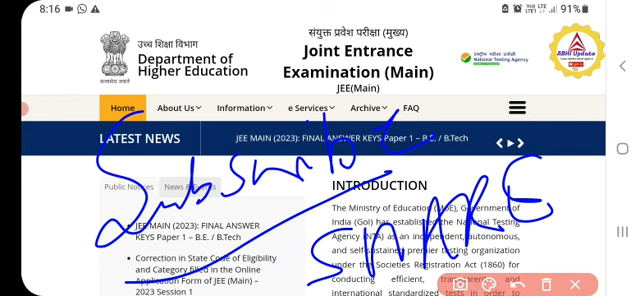 8:16
91%
उच्च शिक्षा विभाग
Department of
Higher Education
सत्यमेव जयते
संयुक्त प्रवेश परीक्षा (मुख्य)
Joint Entrance
Examination (Main)
JEE(Main)
National Testing Agency
ABHI Update
Home About Us Information e Services Archive FAQ
LATEST NEWS JEE MAIN (2023): FINAL ANSWER KEYS Paper 1 - B.E. / B.Tech
SHARE
Public Notices News & Events
JEE MAIN (2023): FINAL ANSWER
KEYS Paper 1 - B.E. / B.Tech
Correction in State Code of Eligibility
and Category filled in the Online
Application Form of JEE (Main) –
2023 Session 1
INTRODUCTION
The Ministry of Education (MoE), Government of
India (GoI) has established the National Testing
Agency (NTA) as an independent, autonomous,
and self-sustained premier testing organization
under the Societies Registration Act (1860) for
conducting efficient, transparent and
international standardized tests in order to